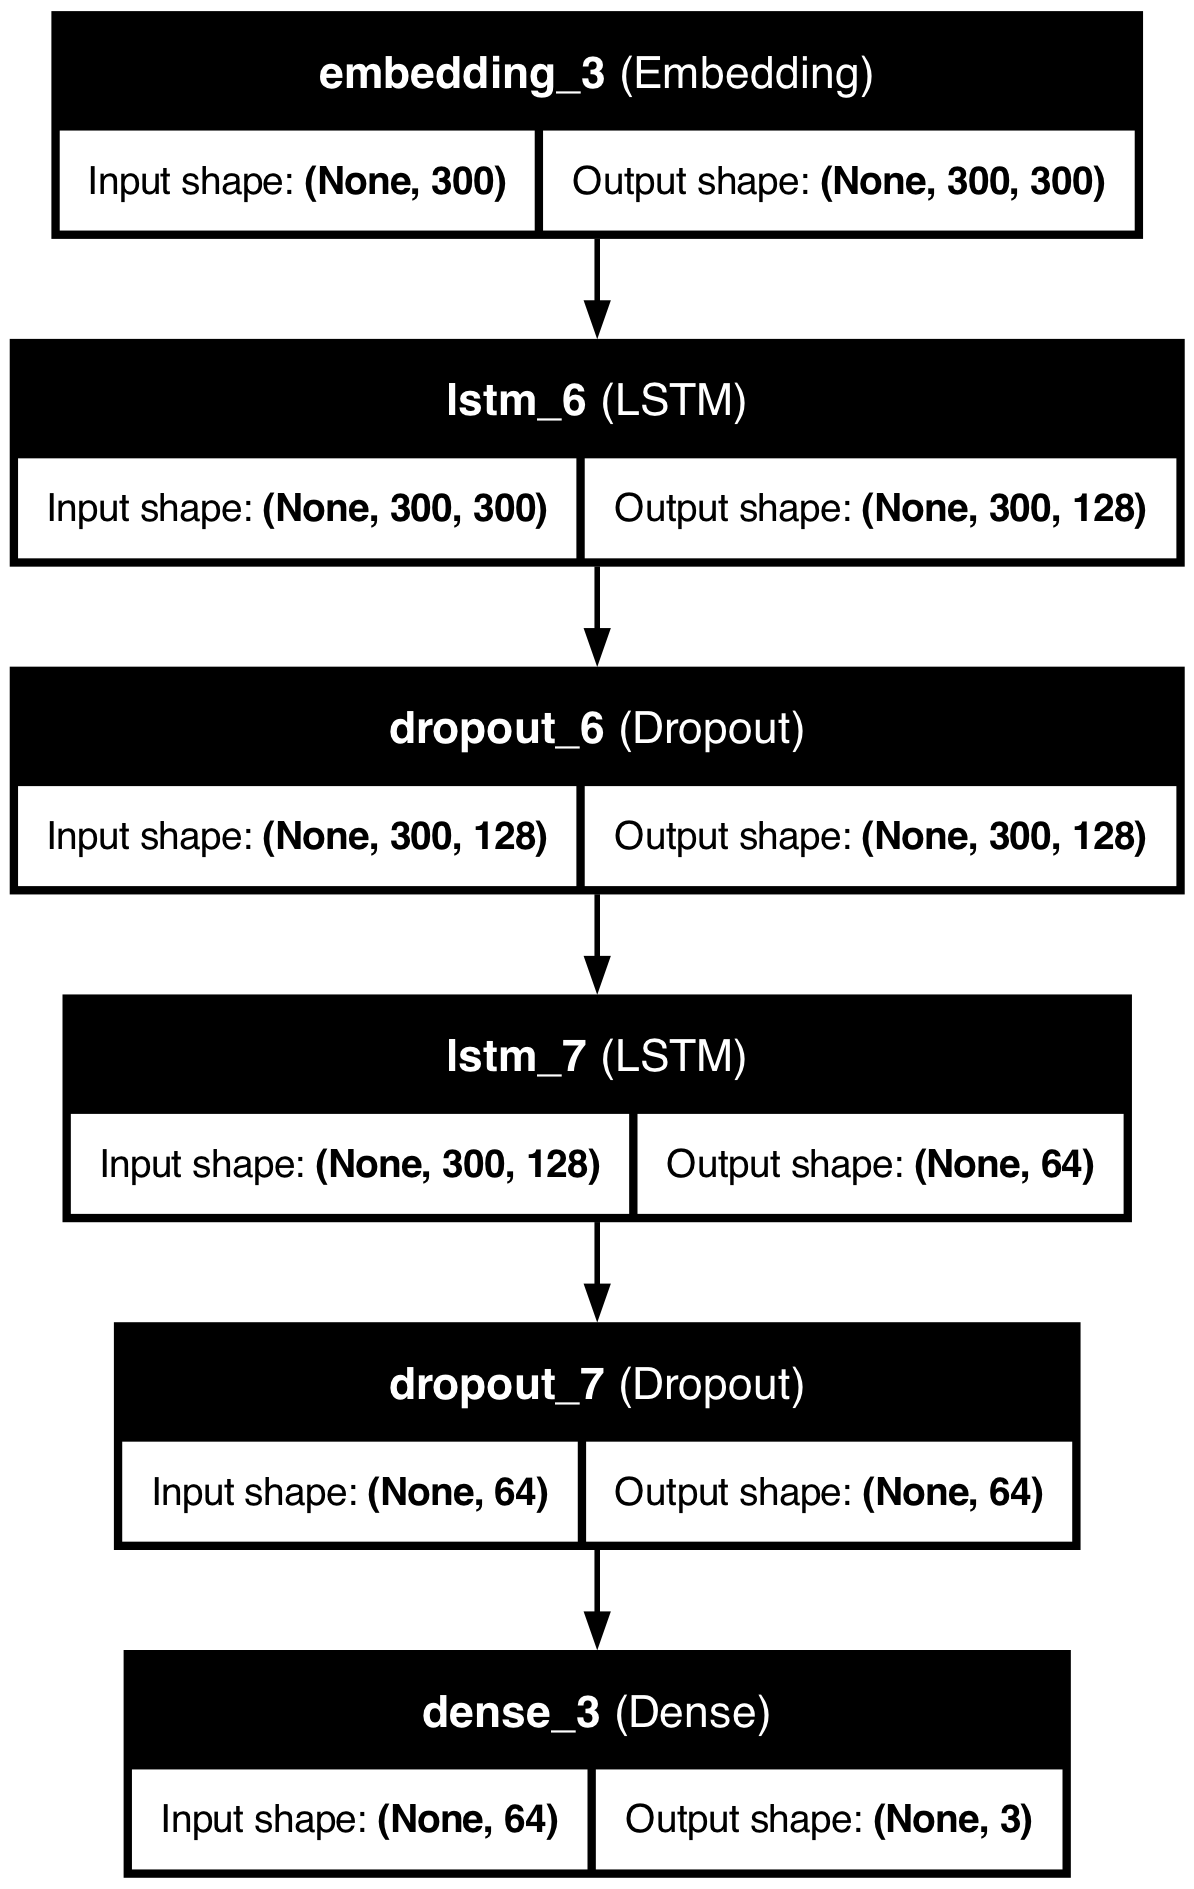 embedding_3 (Embedding)
Input shape: (None, 300) Output shape: (None, 300, 300)
lstm_6 (LSTM)
Input shape: (None, 300, 300) Output shape: (None, 300, 128)
dropout_6 (Dropout)
Input shape: (None, 300, 128) Output shape: (None, 300, 128)
lstm_7 (LSTM)
Input shape: (None, 300, 128) Output shape: (None, 64)
dropout_7 (Dropout)
Input shape: (None, 64) Output shape: (None, 64)
dense_3 (Dense)
Input shape: (None, 64) Output shape: (None, 3)